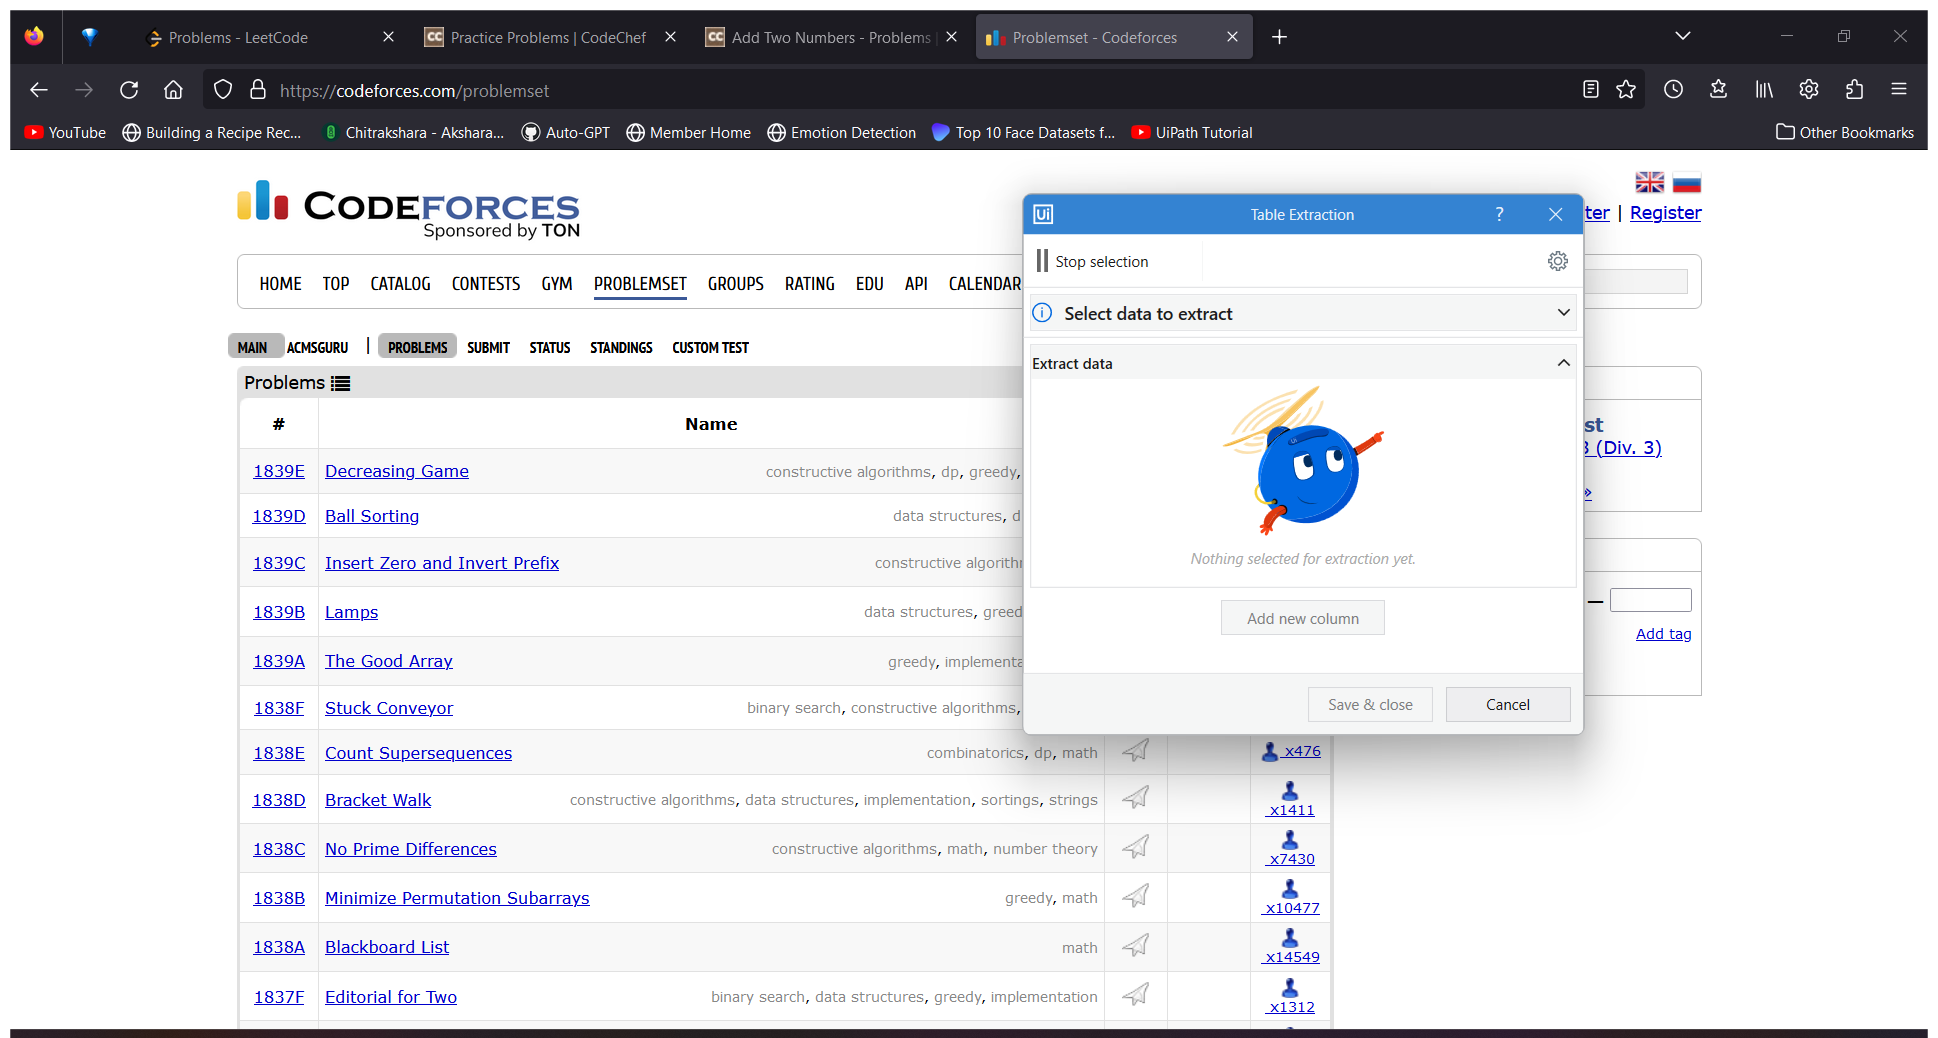 Problems - LeetCode
Practice Problems | CodeChef
Add Two Numbers - Problems |
Problemset - Codeforces
https://codeforces.com/problemset
YouTube
Building a Recipe Rec...
Chitrakshara - Akshara...
Auto-GPT
Member Home
Emotion Detection
Top 10 Face Datasets f...
UiPath Tutorial
Other Bookmarks
CODEFORCES
Sponsored by TON
ter | Register
HOME TOP CATALOG CONTESTS GYM PROBLEMSET GROUPS RATING EDU API CALENDAR
MAIN ACMSGURU | PROBLEMS SUBMIT STATUS STANDINGS CUSTOM TEST
Problems
# Name
1839E Decreasing Game constructive algorithms, dp, greedy,
1839D Ball Sorting data structures, d
1839C Insert Zero and Invert Prefix constructive algorith
1839B Lamps data structures, greed
1839A The Good Array greedy, implementa
1838F Stuck Conveyor binary search, constructive algorithms,
1838E Count Supersequences combinatorics, dp, math x476
1838D Bracket Walk constructive algorithms, data structures, implementation, sortings, strings x1411
1838C No Prime Differences constructive algorithms, math, number theory x7430
1838B Minimize Permutation Subarrays greedy, math x10477
1838A Blackboard List math x14549
1837F Editorial for Two binary search, data structures, greedy, implementation x1312
Ui
Table Extraction
?
Stop selection
Select data to extract
Extract data
UI
Nothing selected for extraction yet.
Add new column
Save & close
Cancel
st
3 (Div. 3)
»
—
Add tag